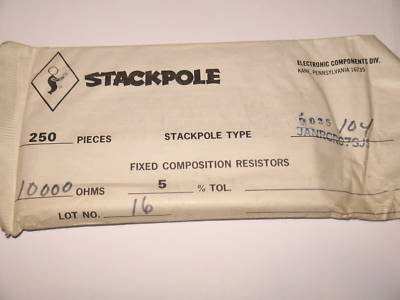 STACKPOLE
ELECTRONIC COMPONENTS DIV.
KANE, PENNSYLVANIA 16735
250 PIECES STACKPOLE TYPE 104
JANRCR07GJ
FIXED COMPOSITION RESISTORS
10000 OHMS 5 % TOL.
LOT NO. 16